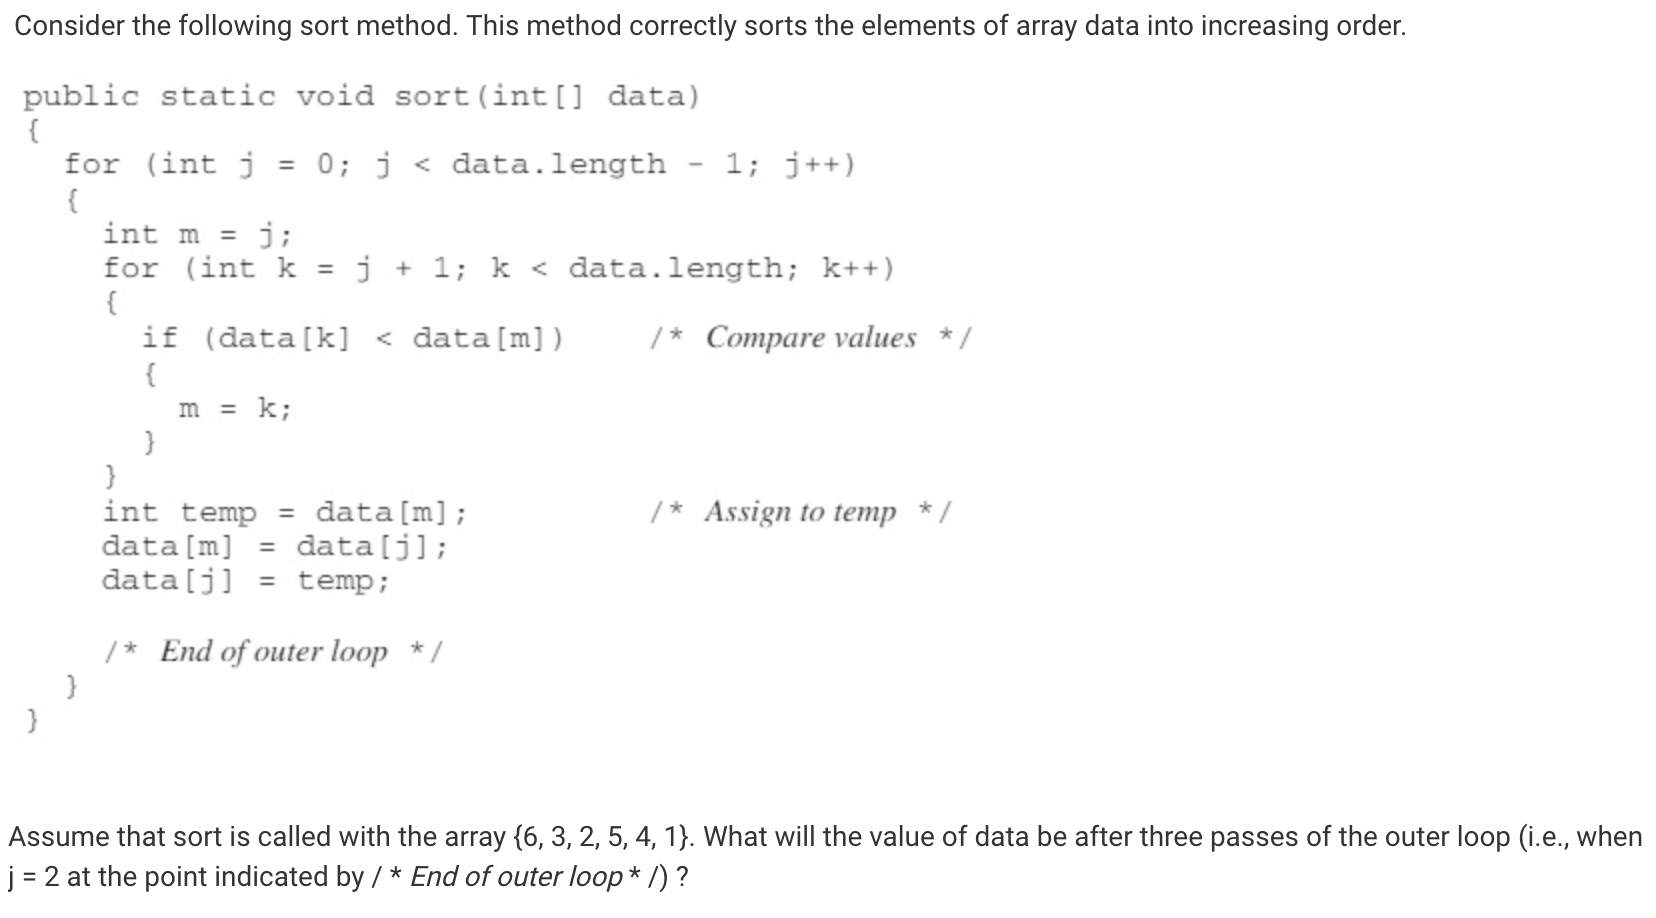 Consider the following sort method. This method correctly sorts the elements of array data into increasing order.
public static void sort(int[] data)
{
for (int j = 0; j < data.length - 1; j++)
{
int m = j;
for (int k = j + 1; k < data.length; k++)
{
if (data[k] < data[m]) /* Compare values */
{
m = k;
}
}
int temp = data[m]; /* Assign to temp */
data[m] = data[j];
data[j] = temp;
/* End of outer loop */
}
}
Assume that sort is called with the array {6, 3, 2, 5, 4, 1}. What will the value of data be after three passes of the outer loop (i.e., when
j = 2 at the point indicated by / * End of outer loop * /) ?